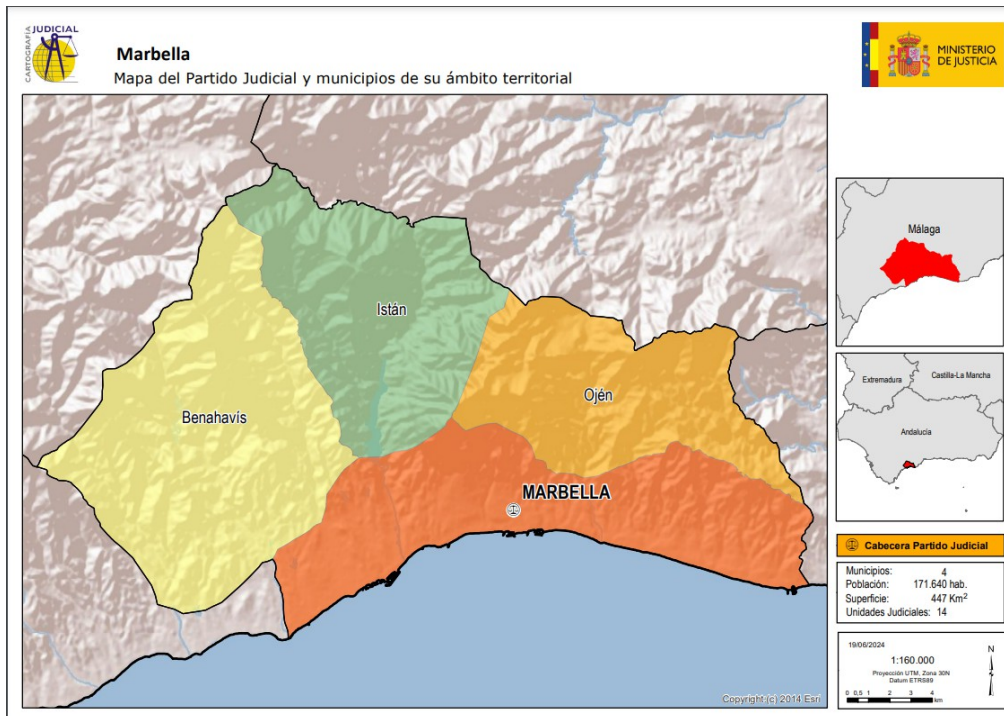 CARTOGRAFÍA
JUDICIAL
Marbella
Mapa del Partido Judicial y municipios de su ámbito territorial
MINISTERIO
DE JUSTICIA
Istán
Benahavís
Ojén
MARBELLA
Copyright:(c) 2014 Esri
Málaga
Extremadura
Castilla-La Mancha
Andalucía
Cabecera Partido Judicial
Municipios: 4
Población: 171.640 hab.
Superficie: 447 Km²
Unidades Judiciales: 14
19/06/2024
N
1:160.000
Proyección UTM, Zona 30N
Datum ETRS89
0 0,5 1 2 3 4
km